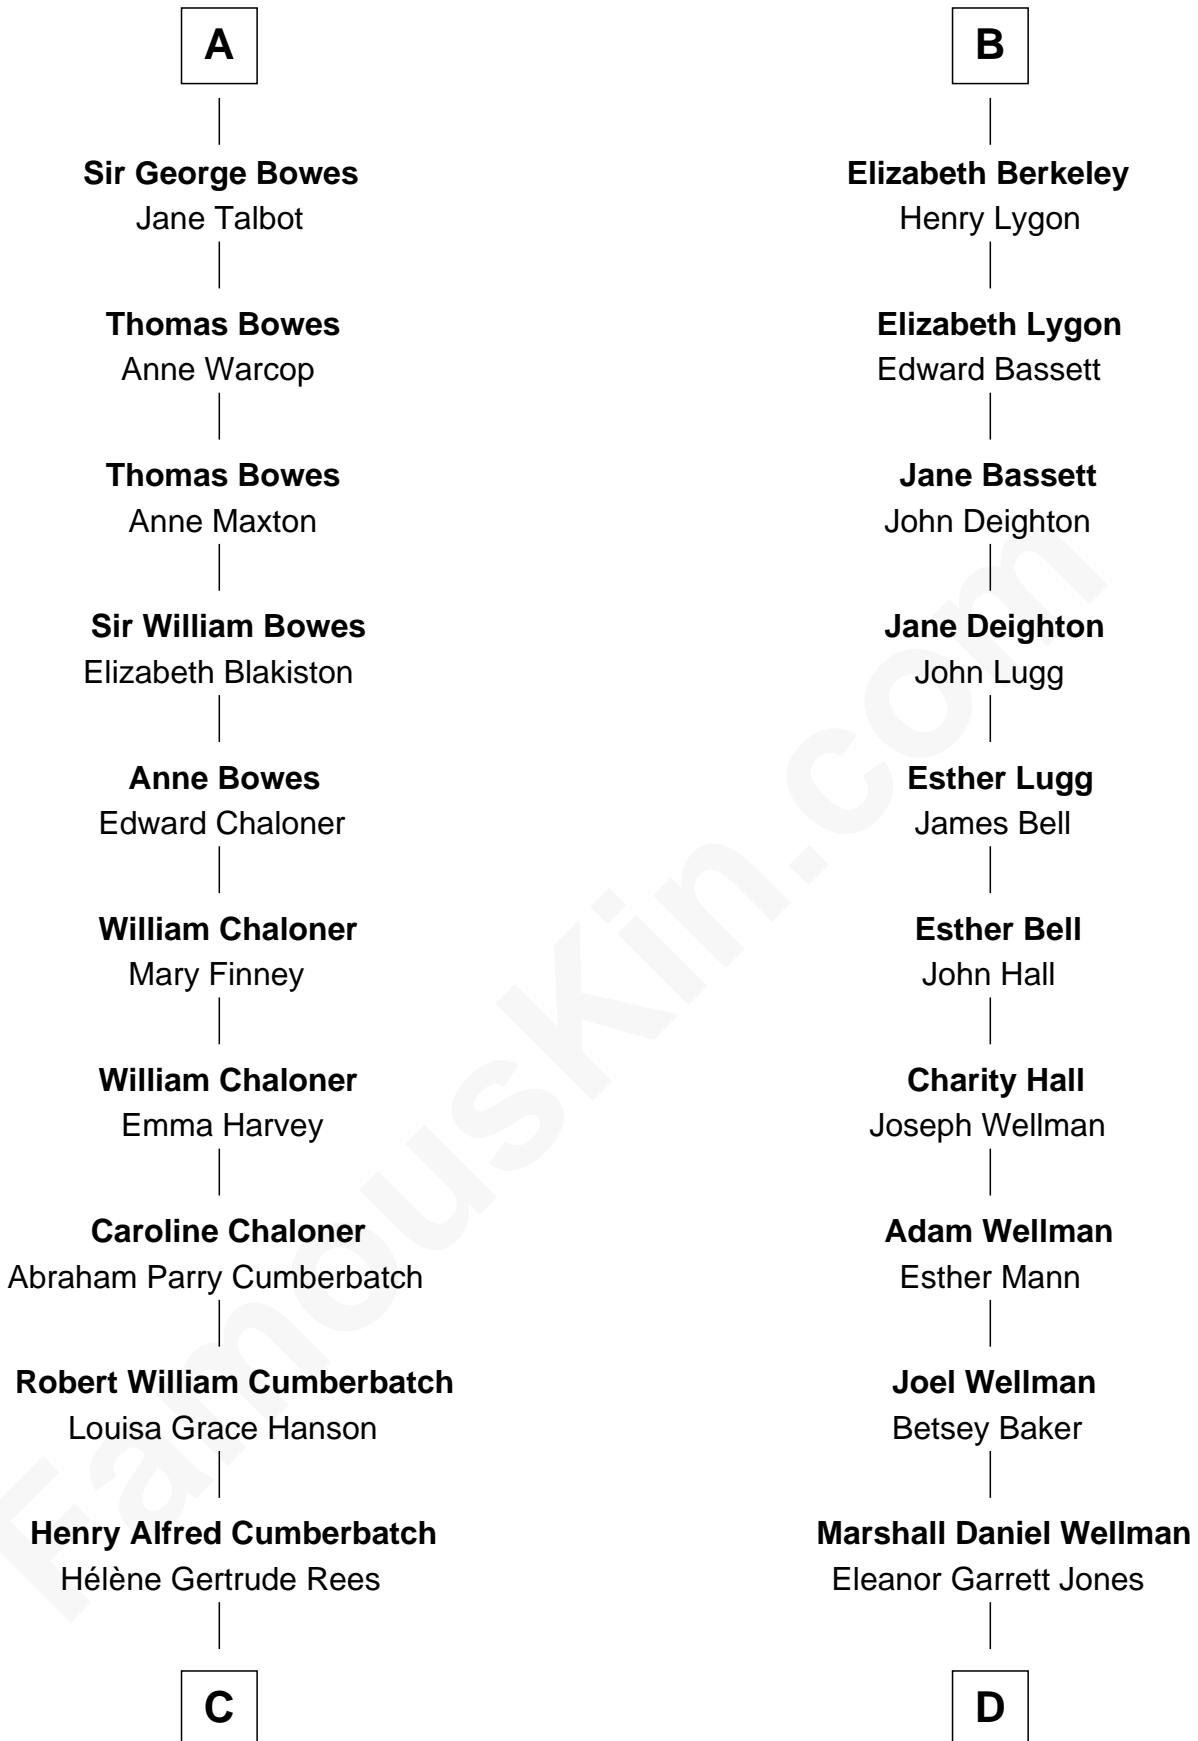 A
Sir George Bowes
Jane Talbot
Thomas Bowes
Anne Warcop
Thomas Bowes
Anne Maxton
Sir William Bowes
Elizabeth Blakiston
Anne Bowes
Edward Chaloner
William Chaloner
Mary Finney
William Chaloner
Emma Harvey
Caroline Chaloner
Abraham Parry Cumberbatch
Robert William Cumberbatch
Louisa Grace Hanson
Henry Alfred Cumberbatch
Hélène Gertrude Rees
C
B
Elizabeth Berkeley
Henry Lygon
Elizabeth Lygon
Edward Bassett
Jane Bassett
John Deighton
Jane Deighton
John Lugg
Esther Lugg
James Bell
Esther Bell
John Hall
Charity Hall
Joseph Wellman
Adam Wellman
Esther Mann
Joel Wellman
Betsey Baker
Marshall Daniel Wellman
Eleanor Garrett Jones
D
FamousKin.com